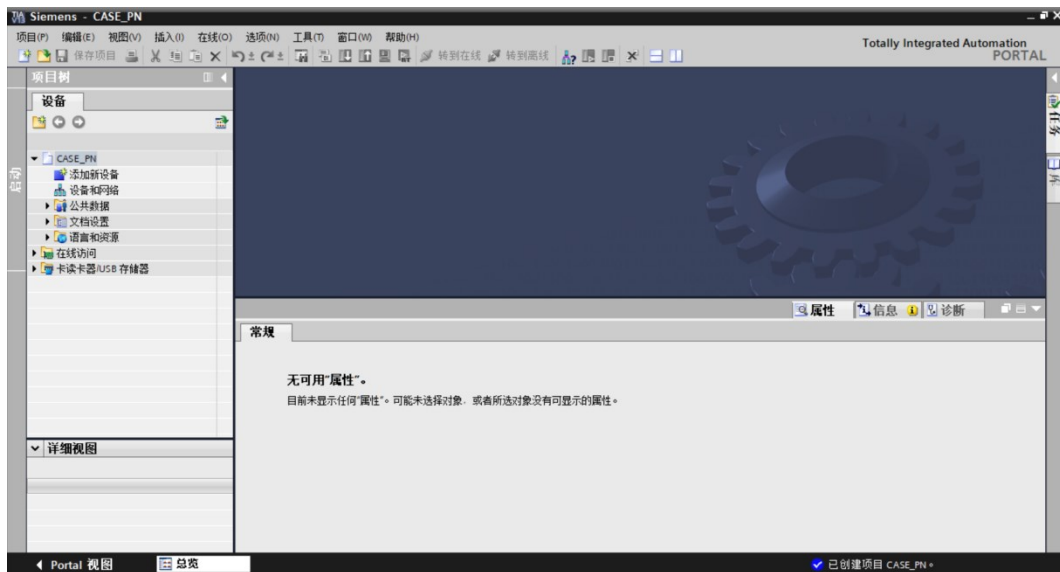 Siemens - CASE_PN
项目(P) 编辑(E) 视图(V) 插入(I) 在线(O) 选项(N) 工具(T) 窗口(W) 帮助(H)
Totally Integrated Automation
PORTAL
保存项目 转到在线 转到离线
项目树
设备
CASE_PN
添加新设备
设备和网络
公共数据
文档设置
语言和资源
在线访问
卡读卡器/USB 存储器
启动
任务
库
属性 信息 诊断
常规
无可用"属性"。
目前未显示任何"属性"。可能未选择对象，或者所选对象没有可显示的属性。
详细视图
Portal 视图 总览 已创建项目 CASE_PN。